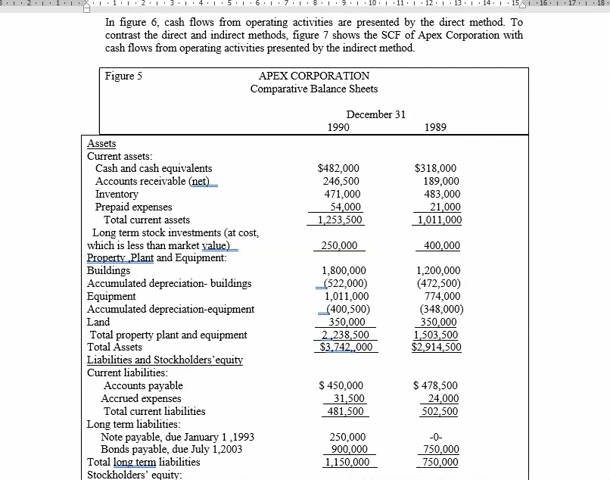 In figure 6, cash flows from operating activities are presented by the direct method. To
contrast the direct and indirect methods, figure 7 shows the SCF of Apex Corporation with
cash flows from operating activities presented by the indirect method.
Figure 5 APEX CORPORATION
Comparative Balance Sheets
December 31
1990 1989
Assets
Current assets:
Cash and cash equivalents $482,000 $318,000
Accounts receivable (net) 246,500 189,000
Inventory 471,000 483,000
Prepaid expenses 54,000 21,000
Total current assets 1,253,500 1,011,000
Long term stock investments (at cost,
which is less than market value) 250,000 400,000
Property ,Plant and Equipment:
Buildings 1,800,000 1,200,000
Accumulated depreciation- buildings (522,000) (472,500)
Equipment 1,011,000 774,000
Accumulated depreciation-equipment (400,500) (348,000)
Land 350,000 350,000
Total property plant and equipment 2,238,500 1,503,500
Total Assets $3,742,,000 $2,914,500
Liabilities and Stockholders'equity
Current liabilities:
Accounts payable $ 450,000 $ 478,500
Accrued expenses 31,500 24,000
Total current liabilities 481,500 502,500
Long term liabilities:
Note payable, due January 1 ,1993 250,000 -0-
Bonds payable, due July 1,2003 900,000 750,000
Total long term liabilities 1,150,000 750,000
Stockholders' equity: